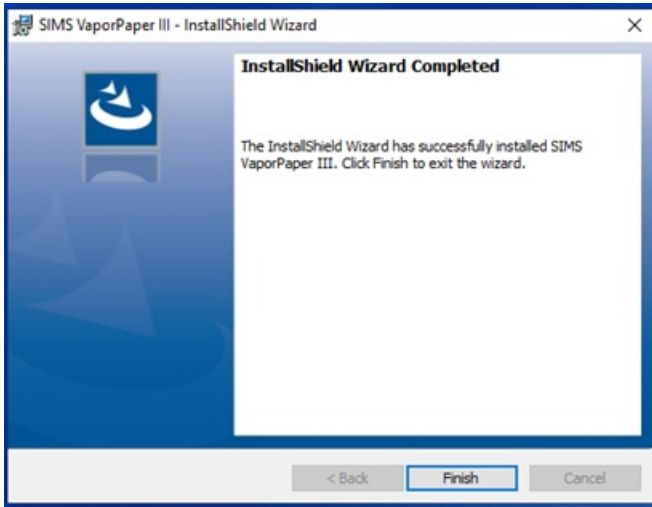 SIMS VaporPaper III - InstallShield Wizard
InstallShield Wizard Completed
The InstallShield Wizard has successfully installed SIMS
VaporPaper III. Click Finish to exit the wizard.
< Back Finish Cancel